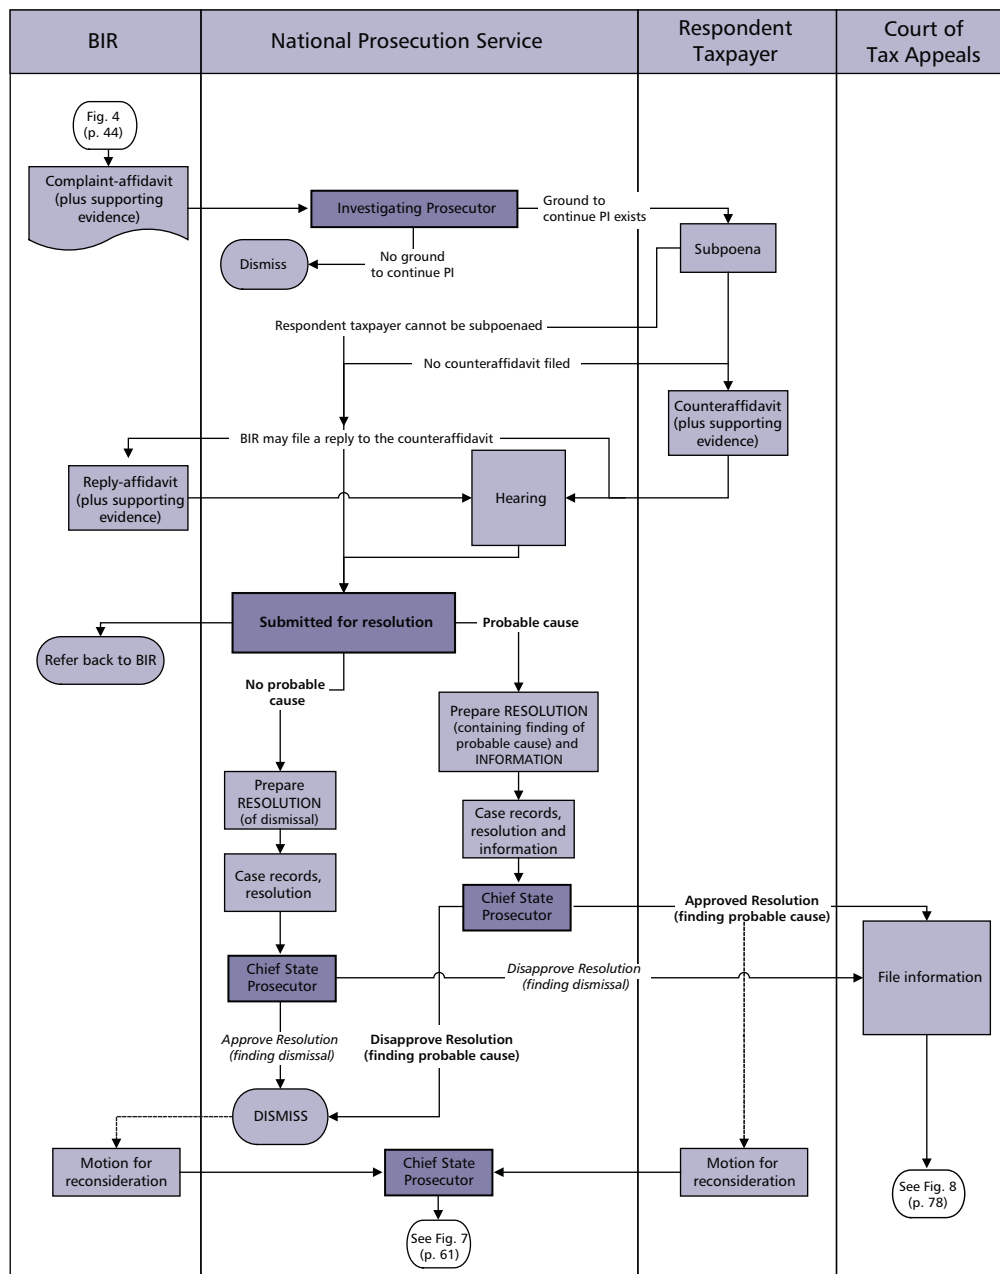 BIR
National Prosecution Service
Respondent
Taxpayer
Court of
Tax Appeals
Fig. 4
(p. 44)
Complaint-affidavit
(plus supporting
evidence)
Investigating Prosecutor
Ground to
continue PI exists
Subpoena
Dismiss
No ground
to continue PI
Respondent taxpayer cannot be subpoenaed
No counteraffidavit filed
Counteraffidavit
(plus supporting
evidence)
BIR may file a reply to the counteraffidavit
Reply-affidavit
(plus supporting
evidence)
Hearing
Submitted for resolution
Probable cause
Refer back to BIR
No probable
cause
Prepare RESOLUTION
(containing finding of
probable cause) and
INFORMATION
Prepare
RESOLUTION
(of dismissal)
Case records,
resolution and
information
Case records,
resolution
Chief State
Prosecutor
Approved Resolution
(finding probable cause)
Chief State
Prosecutor
Disapprove Resolution
(finding dismissal)
File information
Approve Resolution
(finding dismissal)
Disapprove Resolution
(finding probable cause)
DISMISS
Motion for
reconsideration
Chief State
Prosecutor
Motion for
reconsideration
See Fig. 8
(p. 78)
See Fig. 7
(p. 61)